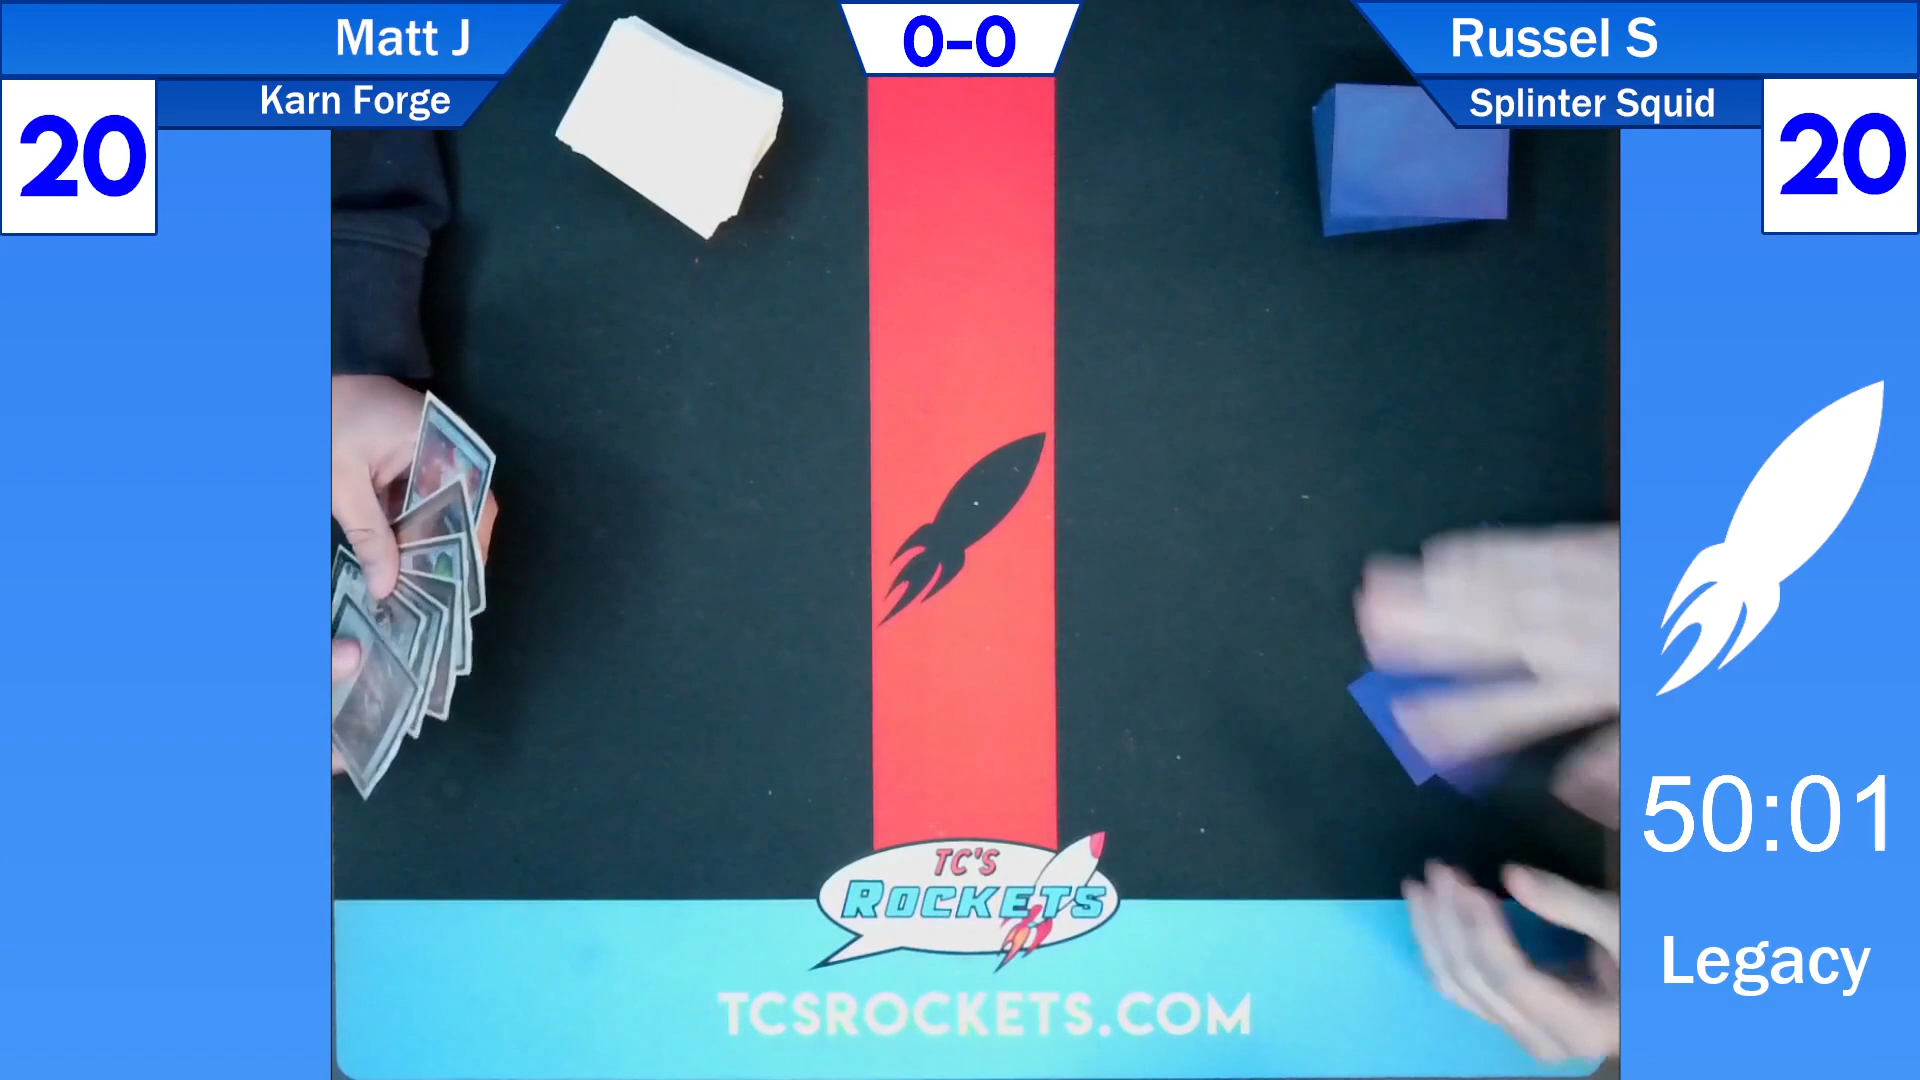 Matt J
0-0
Russel S
Karn Forge
Splinter Squid
20
20
50:01
Legacy
TC'S
ROCKETS
TCSROCKETS.COM